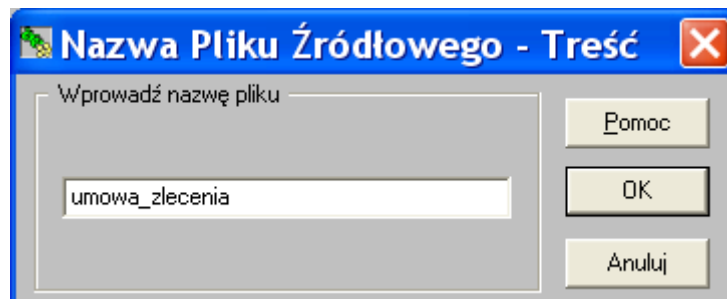 Nazwa Pliku Źródłowego - Treść
Wprowadź nazwę pliku
Pomoc
umowa_zlecenia
OK
Anuluj